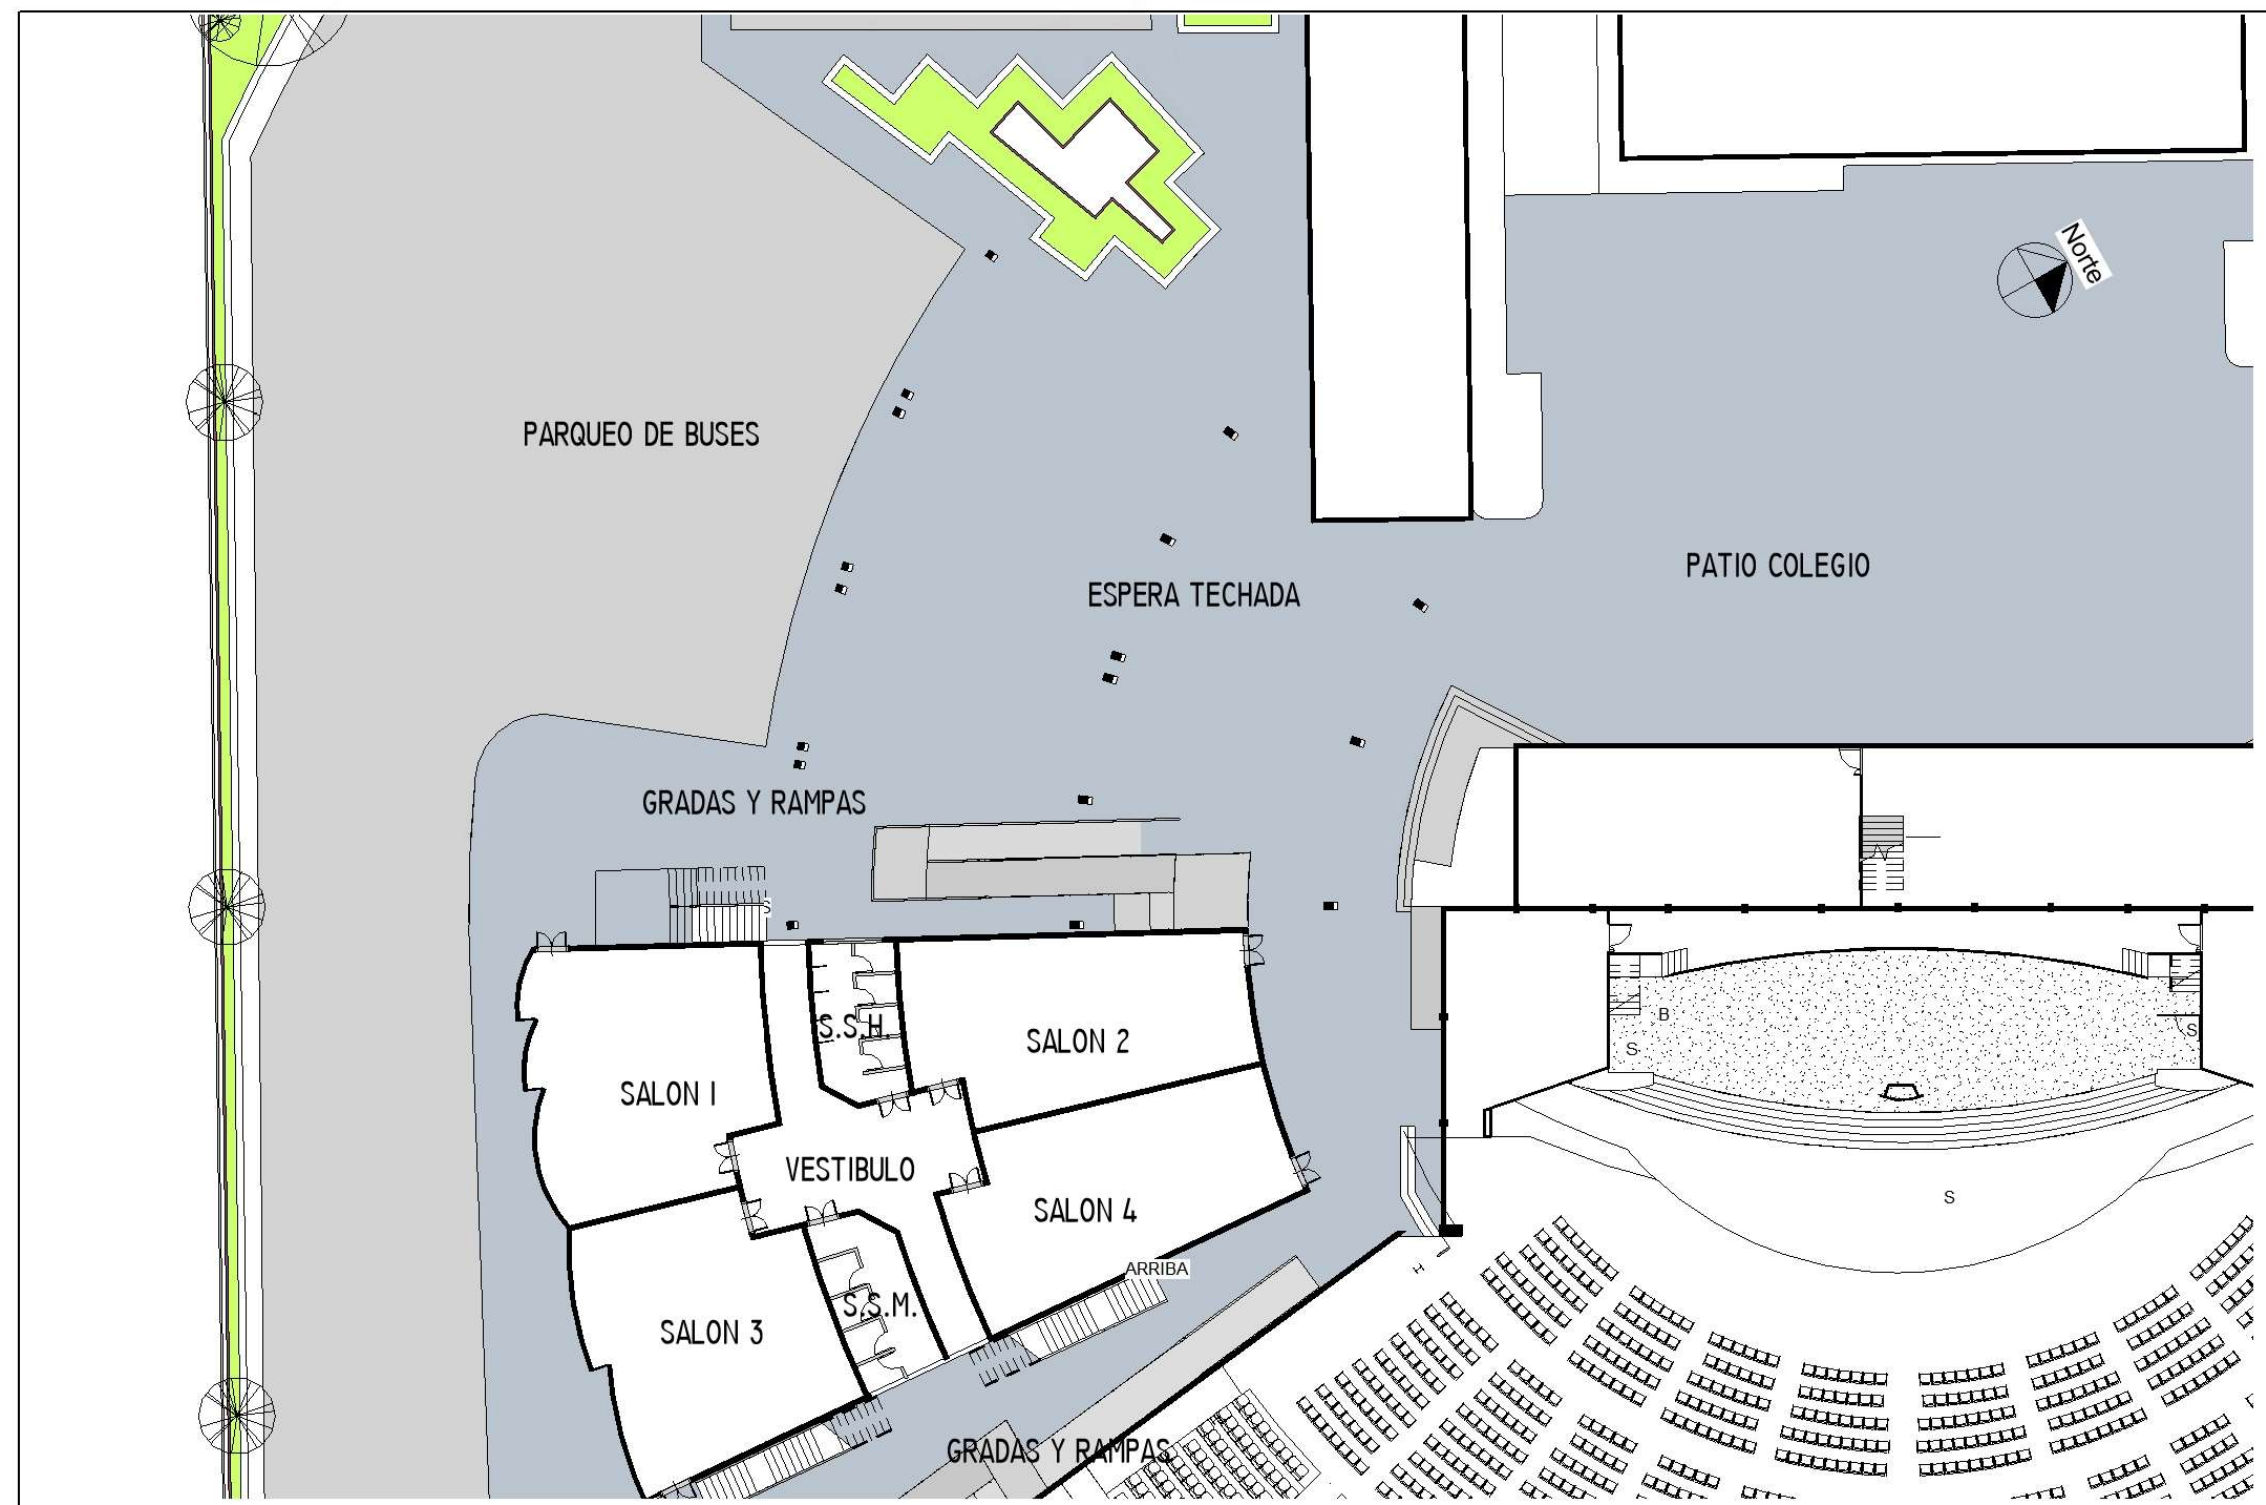 Norte
PARQUEO DE BUSES
PATIO COLEGIO
ESPERA TECHADA
GRADAS Y RAMPAS
S
S.S.H.
SALON 2
B
S
S
SALON 1
VESTIBULO
SALON 4
S
ARRIBA
H
S.S.M.
SALON 3
GRADAS Y RAMPAS